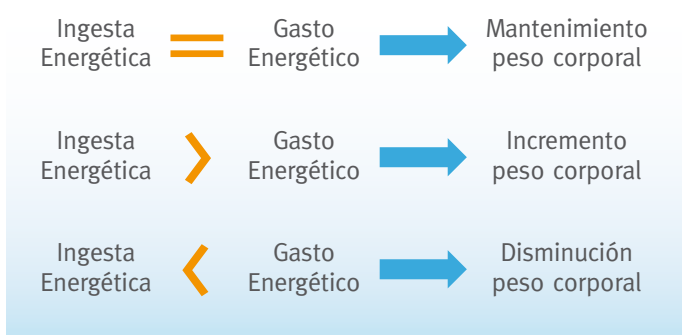 Ingesta Energética = Gasto Energético Mantenimiento peso corporal
Ingesta Energética > Gasto Energético Incremento peso corporal
Ingesta Energética < Gasto Energético Disminución peso corporal